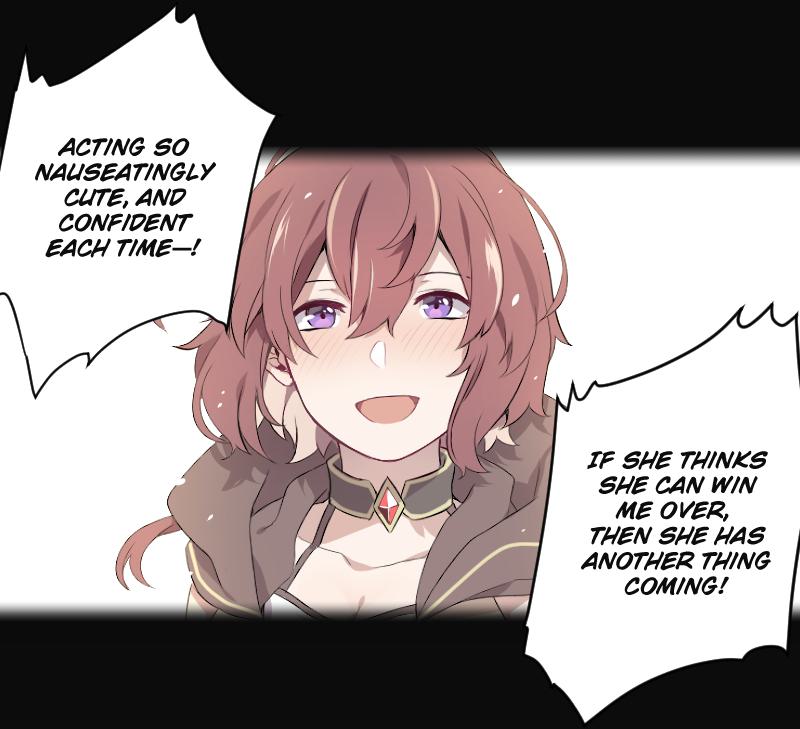 ACTING SO
NAUSEATINGLY
CUTE, AND
CONFIDENT
EACH TIME—!
IF SHE THINKS
SHE CAN WIN
ME OVER,
THEN SHE HAS
ANOTHER THING
COMING!